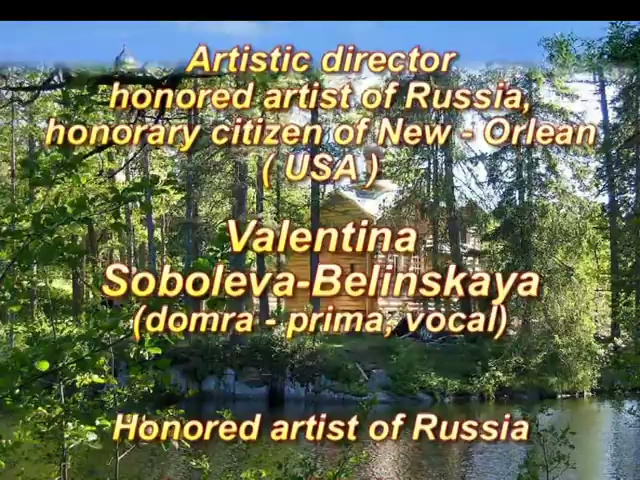 Artistic director
honored artist of Russia,
honorary citizen of New - Orlean
( USA )
Valentina
Soboleva-Belinskaya
(domra - prima, vocal)
Honored artist of Russia